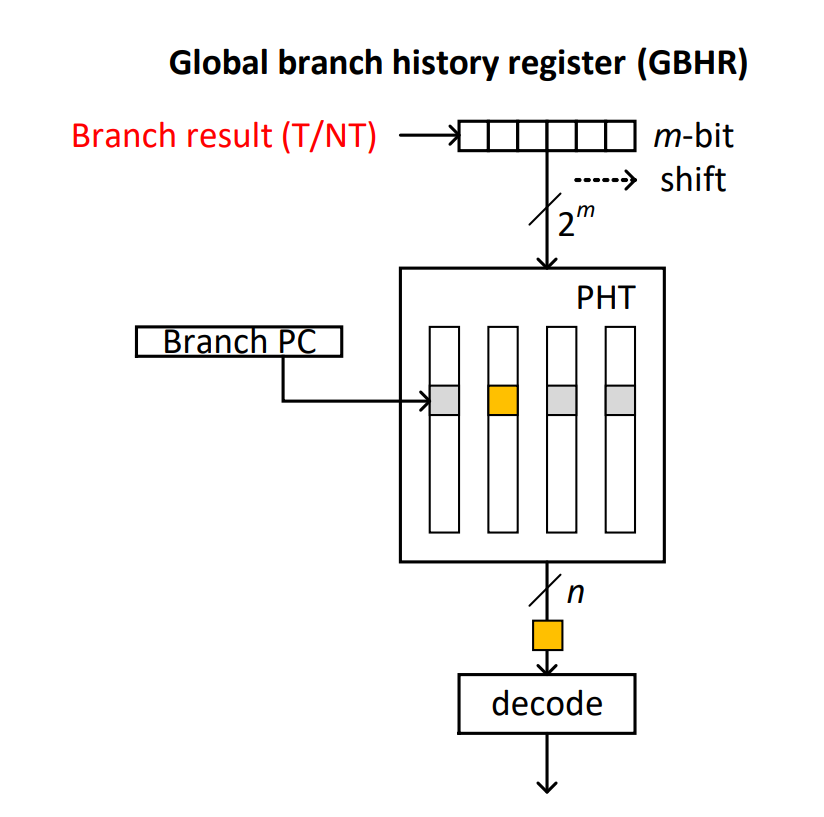 Global branch history register (GBHR)
Branch result (T/NT)
m-bit
shift
2^m
PHT
Branch PC
n
decode